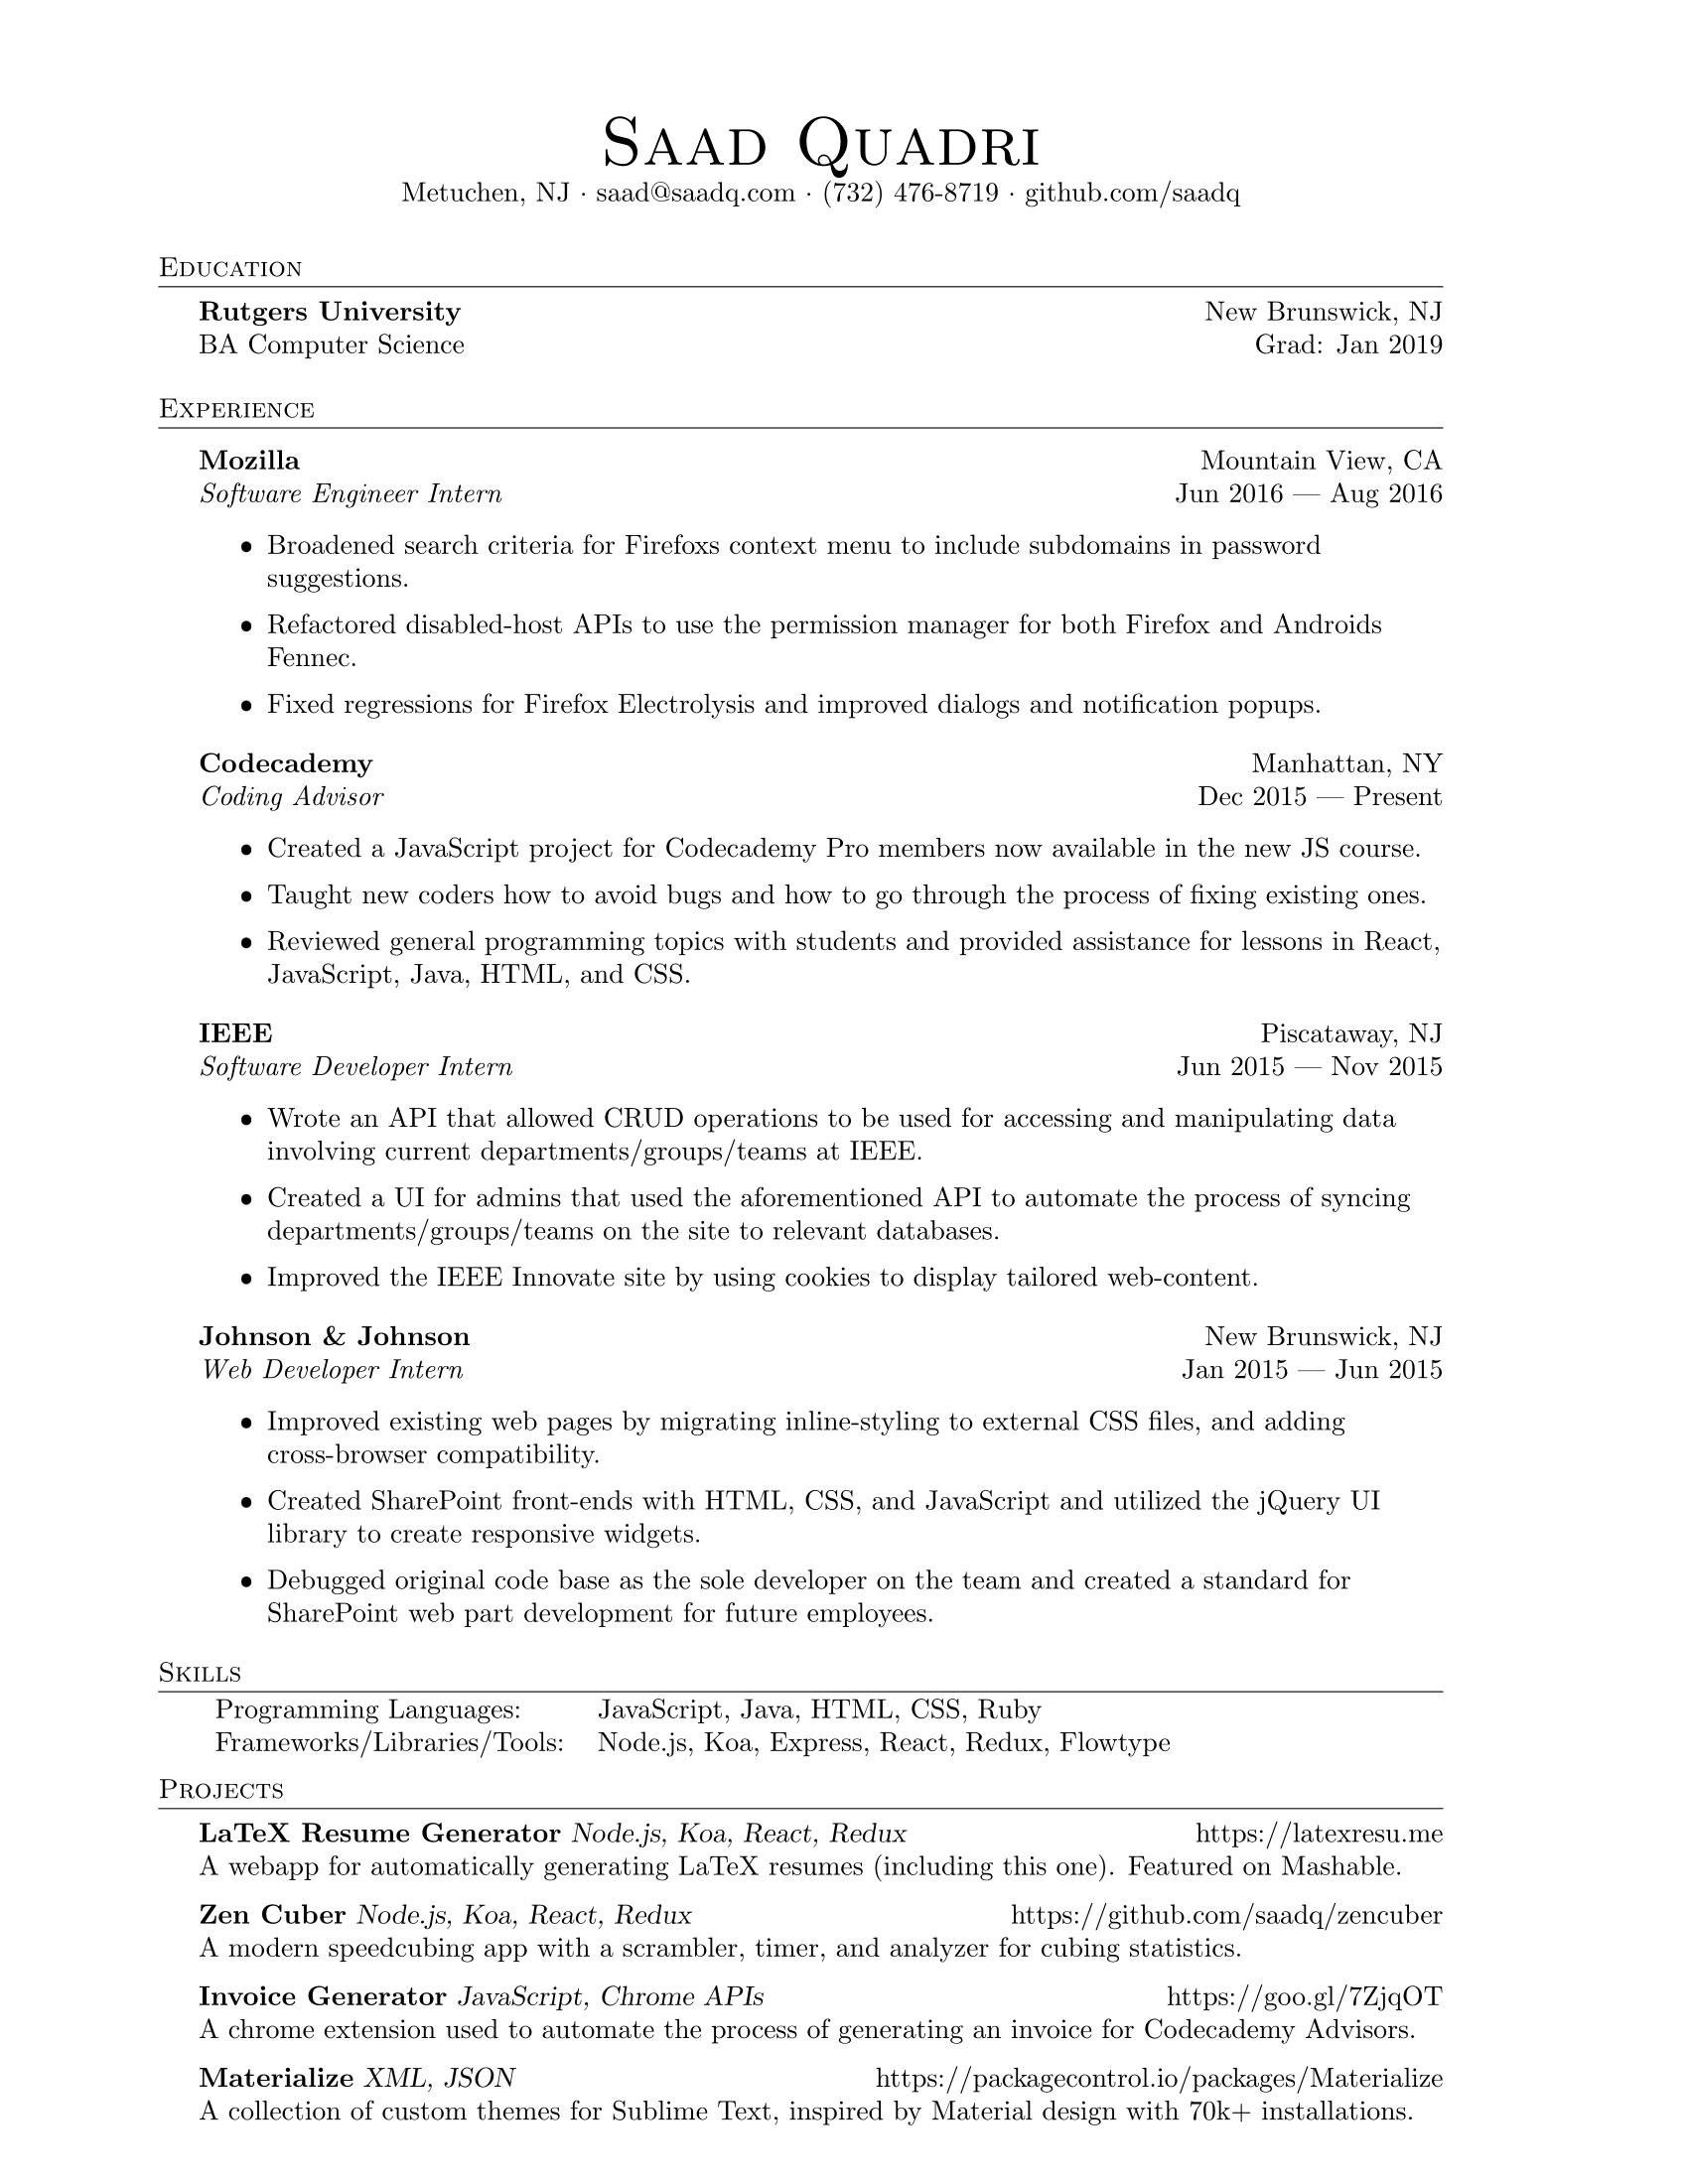 Saad Quadri
Metuchen, NJ · saad@saadq.com · (732) 476-8719 · github.com/saadq
Education
Rutgers University New Brunswick, NJ
BA Computer Science Grad: Jan 2019
Experience
Mozilla Mountain View, CA
Software Engineer Intern Jun 2016 — Aug 2016
• Broadened search criteria for Firefoxs context menu to include subdomains in password
suggestions.
• Refactored disabled-host APIs to use the permission manager for both Firefox and Androids
Fennec.
• Fixed regressions for Firefox Electrolysis and improved dialogs and notification popups.
Codecademy Manhattan, NY
Coding Advisor Dec 2015 — Present
• Created a JavaScript project for Codecademy Pro members now available in the new JS course.
• Taught new coders how to avoid bugs and how to go through the process of fixing existing ones.
• Reviewed general programming topics with students and provided assistance for lessons in React,
JavaScript, Java, HTML, and CSS.
IEEE Piscataway, NJ
Software Developer Intern Jun 2015 — Nov 2015
• Wrote an API that allowed CRUD operations to be used for accessing and manipulating data
involving current departments/groups/teams at IEEE.
• Created a UI for admins that used the aforementioned API to automate the process of syncing
departments/groups/teams on the site to relevant databases.
• Improved the IEEE Innovate site by using cookies to display tailored web-content.
Johnson & Johnson New Brunswick, NJ
Web Developer Intern Jan 2015 — Jun 2015
• Improved existing web pages by migrating inline-styling to external CSS files, and adding
cross-browser compatibility.
• Created SharePoint front-ends with HTML, CSS, and JavaScript and utilized the jQuery UI
library to create responsive widgets.
• Debugged original code base as the sole developer on the team and created a standard for
SharePoint web part development for future employees.
Skills
Programming Languages: JavaScript, Java, HTML, CSS, Ruby
Frameworks/Libraries/Tools: Node.js, Koa, Express, React, Redux, Flowtype
Projects
LaTeX Resume Generator Node.js, Koa, React, Redux https://latexresu.me
A webapp for automatically generating LaTeX resumes (including this one). Featured on Mashable.
Zen Cuber Node.js, Koa, React, Redux https://github.com/saadq/zencuber
A modern speedcubing app with a scrambler, timer, and analyzer for cubing statistics.
Invoice Generator JavaScript, Chrome APIs https://goo.gl/7ZjqOT
A chrome extension used to automate the process of generating an invoice for Codecademy Advisors.
Materialize XML, JSON https://packagecontrol.io/packages/Materialize
A collection of custom themes for Sublime Text, inspired by Material design with 70k+ installations.